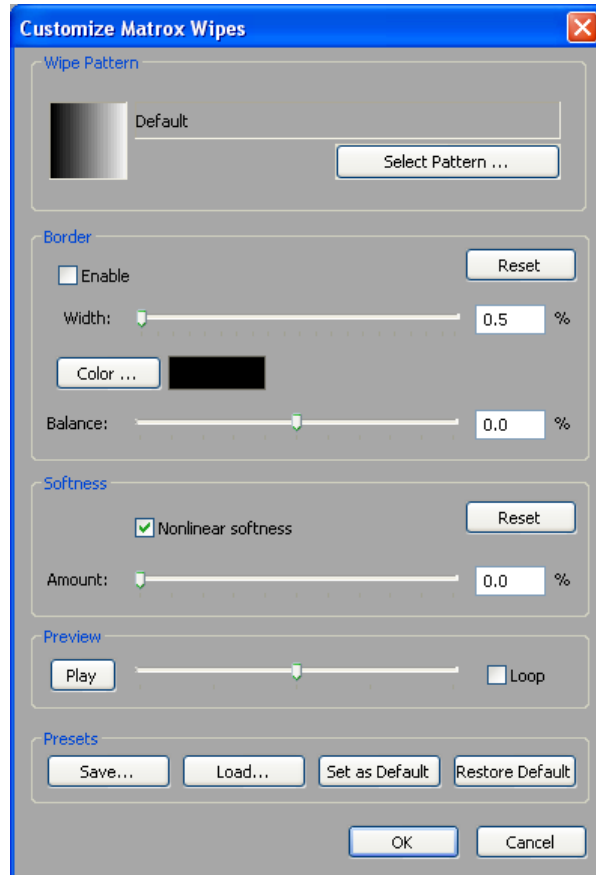 Customize Matrox Wipes
Wipe Pattern
Default
Select Pattern ...
Border
Enable
Reset
Width:
0.5 %
Color ...
Balance:
0.0 %
Softness
Nonlinear softness
Reset
Amount:
0.0 %
Preview
Play
Loop
Presets
Save... Load... Set as Default Restore Default
OK Cancel